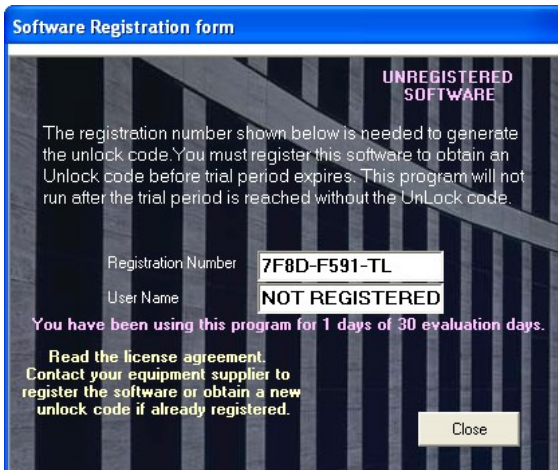 Software Registration form
UNREGISTERED
SOFTWARE
The registration number shown below is needed to generate
the unlock code.You must register this software to obtain an
Unlock code before trial period expires. This program will not
run after the trial period is reached without the UnLock code.
Registration Number 7F8D-F591-TL
User Name NOT REGISTERED
You have been using this program for 1 days of 30 evaluation days.
Read the license agreement.
Contact your equipment supplier to
register the software or obtain a new
unlock code if already registered.
Close